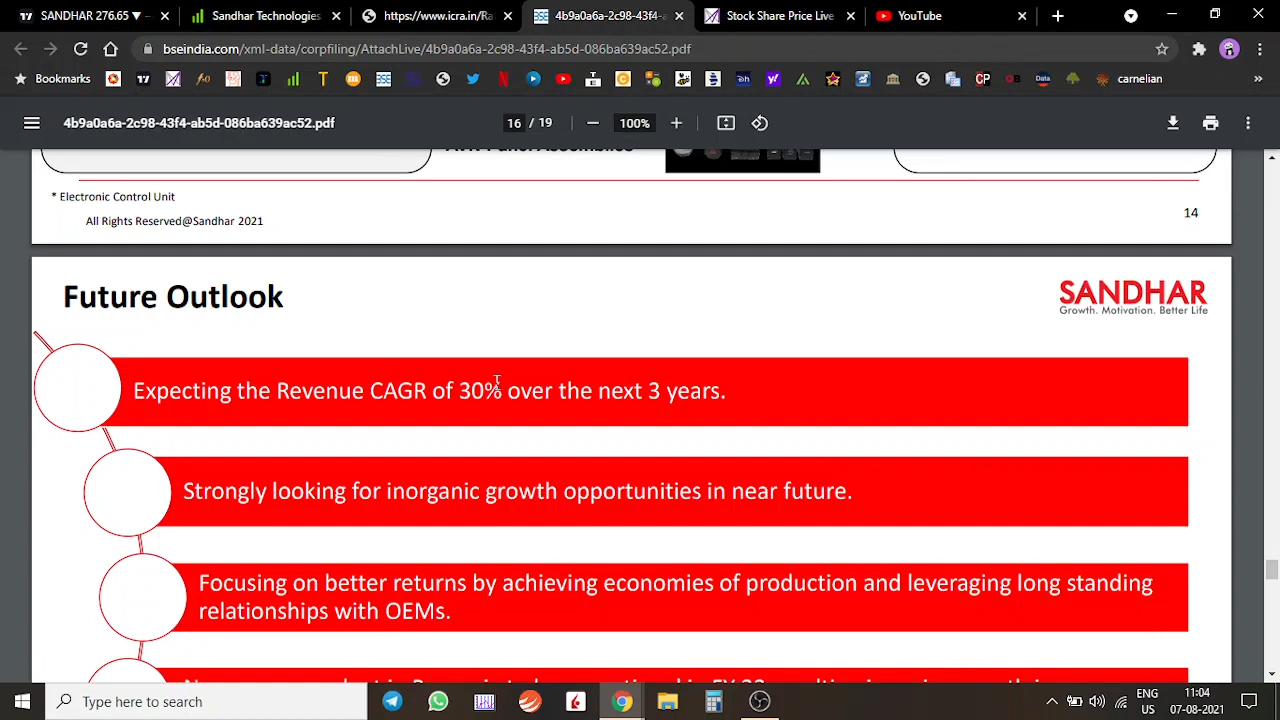 SANDHAR 276.65
Sandhar Technologies
https://www.icra.in/Ra
4b9a0a6a-2c98-43f4-a
Stock Share Price Live
YouTube
bseindia.com/xml-data/corpfiling/AttachLive/4b9a0a6a-2c98-43f4-ab5d-086ba639ac52.pdf
Bookmarks
carnelian
4b9a0a6a-2c98-43f4-ab5d-086ba639ac52.pdf
16 / 19
100%
* Electronic Control Unit
All Rights Reserved@Sandhar 2021
14
Future Outlook
SANDHAR
Growth. Motivation. Better Life
Expecting the Revenue CAGR of 30% over the next 3 years.
Strongly looking for inorganic growth opportunities in near future.
Focusing on better returns by achieving economies of production and leveraging long standing
relationships with OEMs.
Type here to search
ENG
US
11:04
07-08-2021